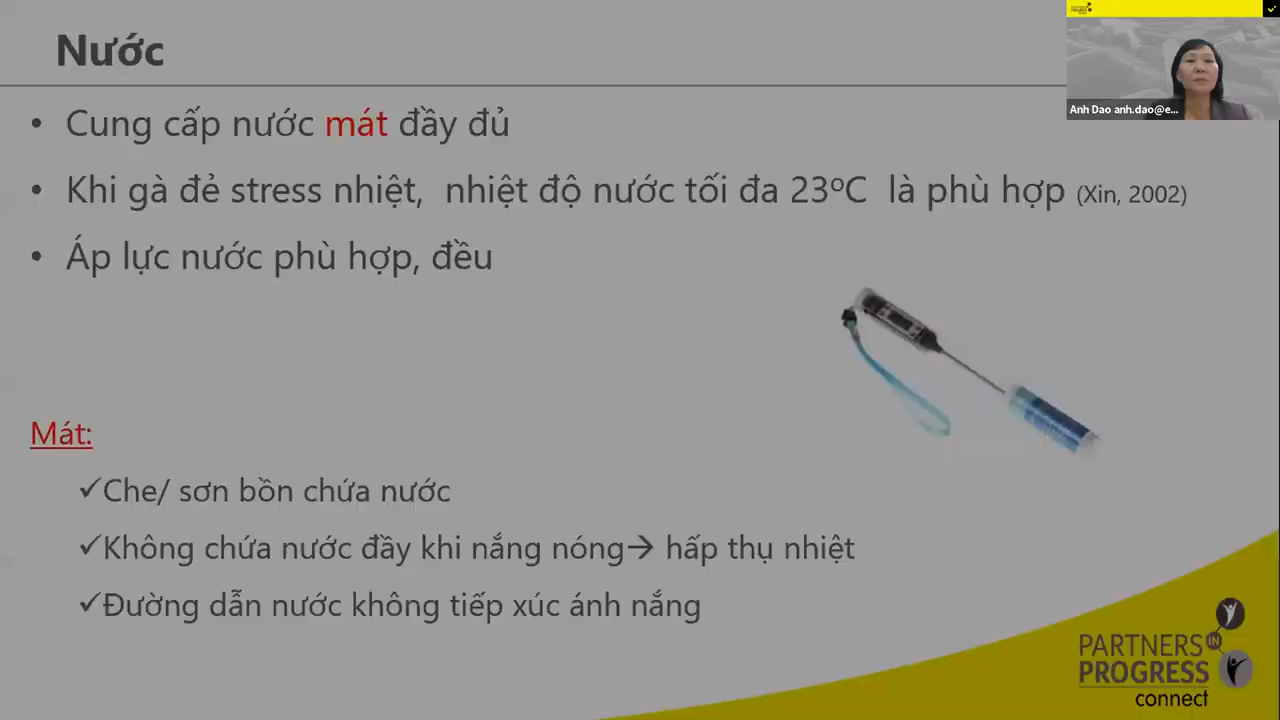 Nước
Anh Dao anh.dao@e...
• Cung cấp nước mát đầy đủ
• Khi gà đẻ stress nhiệt, nhiệt độ nước tối đa 23ºC là phù hợp (Xin, 2002)
• Áp lực nước phù hợp, đều
Mát:
✓Che/ sơn bồn chứa nước
✓Không chứa nước đầy khi nắng nóng→ hấp thụ nhiệt
✓Đường dẫn nước không tiếp xúc ánh nắng
PARTNERS IN
PROGRESS
connect